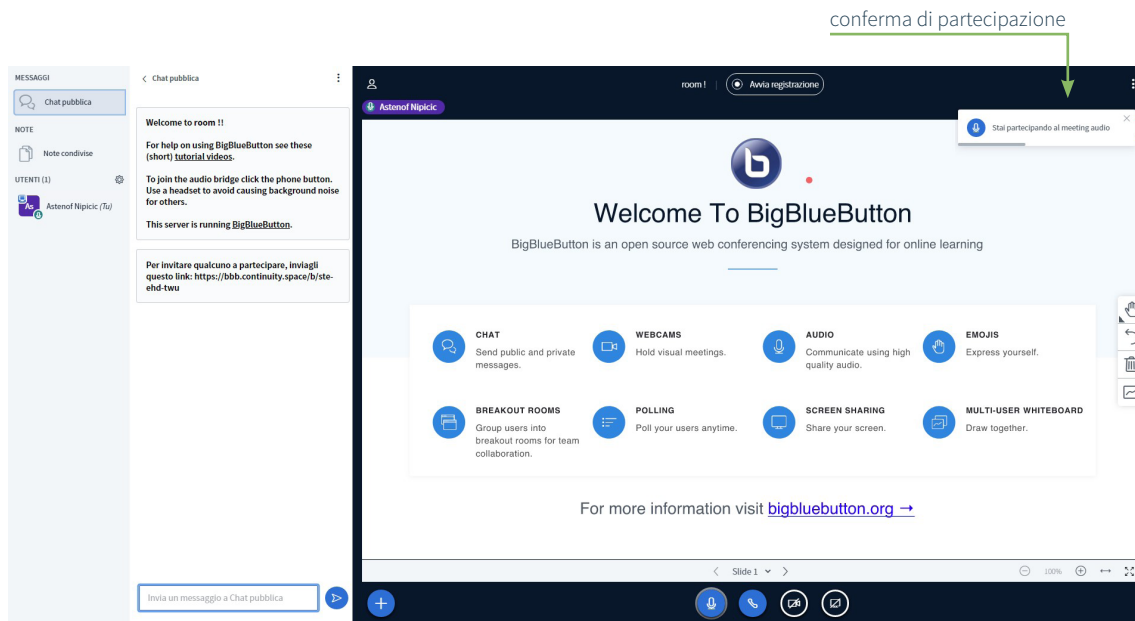 conferma di partecipazione
MESSAGGI
Chat pubblica
NOTE
Note condivise
UTENTI (1)
As
Astenof Nipicic (Tu)
Chat pubblica
Welcome to room !!
For help on using BigBlueButton see these
(short) tutorial videos.
To join the audio bridge click the phone button.
Use a headset to avoid causing background noise
for others.
This server is running BigBlueButton.
Per invitare qualcuno a partecipare, inviagli
questo link: https://bbb.continuity.space/b/ste-
ehd-twu
Invia un messaggio a Chat pubblica
room !
Avvia registrazione
Astenof Nipicic
Stai partecipando al meeting audio
b
Welcome To BigBlueButton
BigBlueButton is an open source web conferencing system designed for online learning
CHAT
Send public and private
messages.
WEBCAMS
Hold visual meetings.
AUDIO
Communicate using high
quality audio.
EMOJIS
Express yourself.
BREAKOUT ROOMS
Group users into
breakout rooms for team
collaboration.
POLLING
Poll your users anytime.
SCREEN SHARING
Share your screen.
MULTI-USER WHITEBOARD
Draw together.
For more information visit bigbluebutton.org →
Slide 1
100%